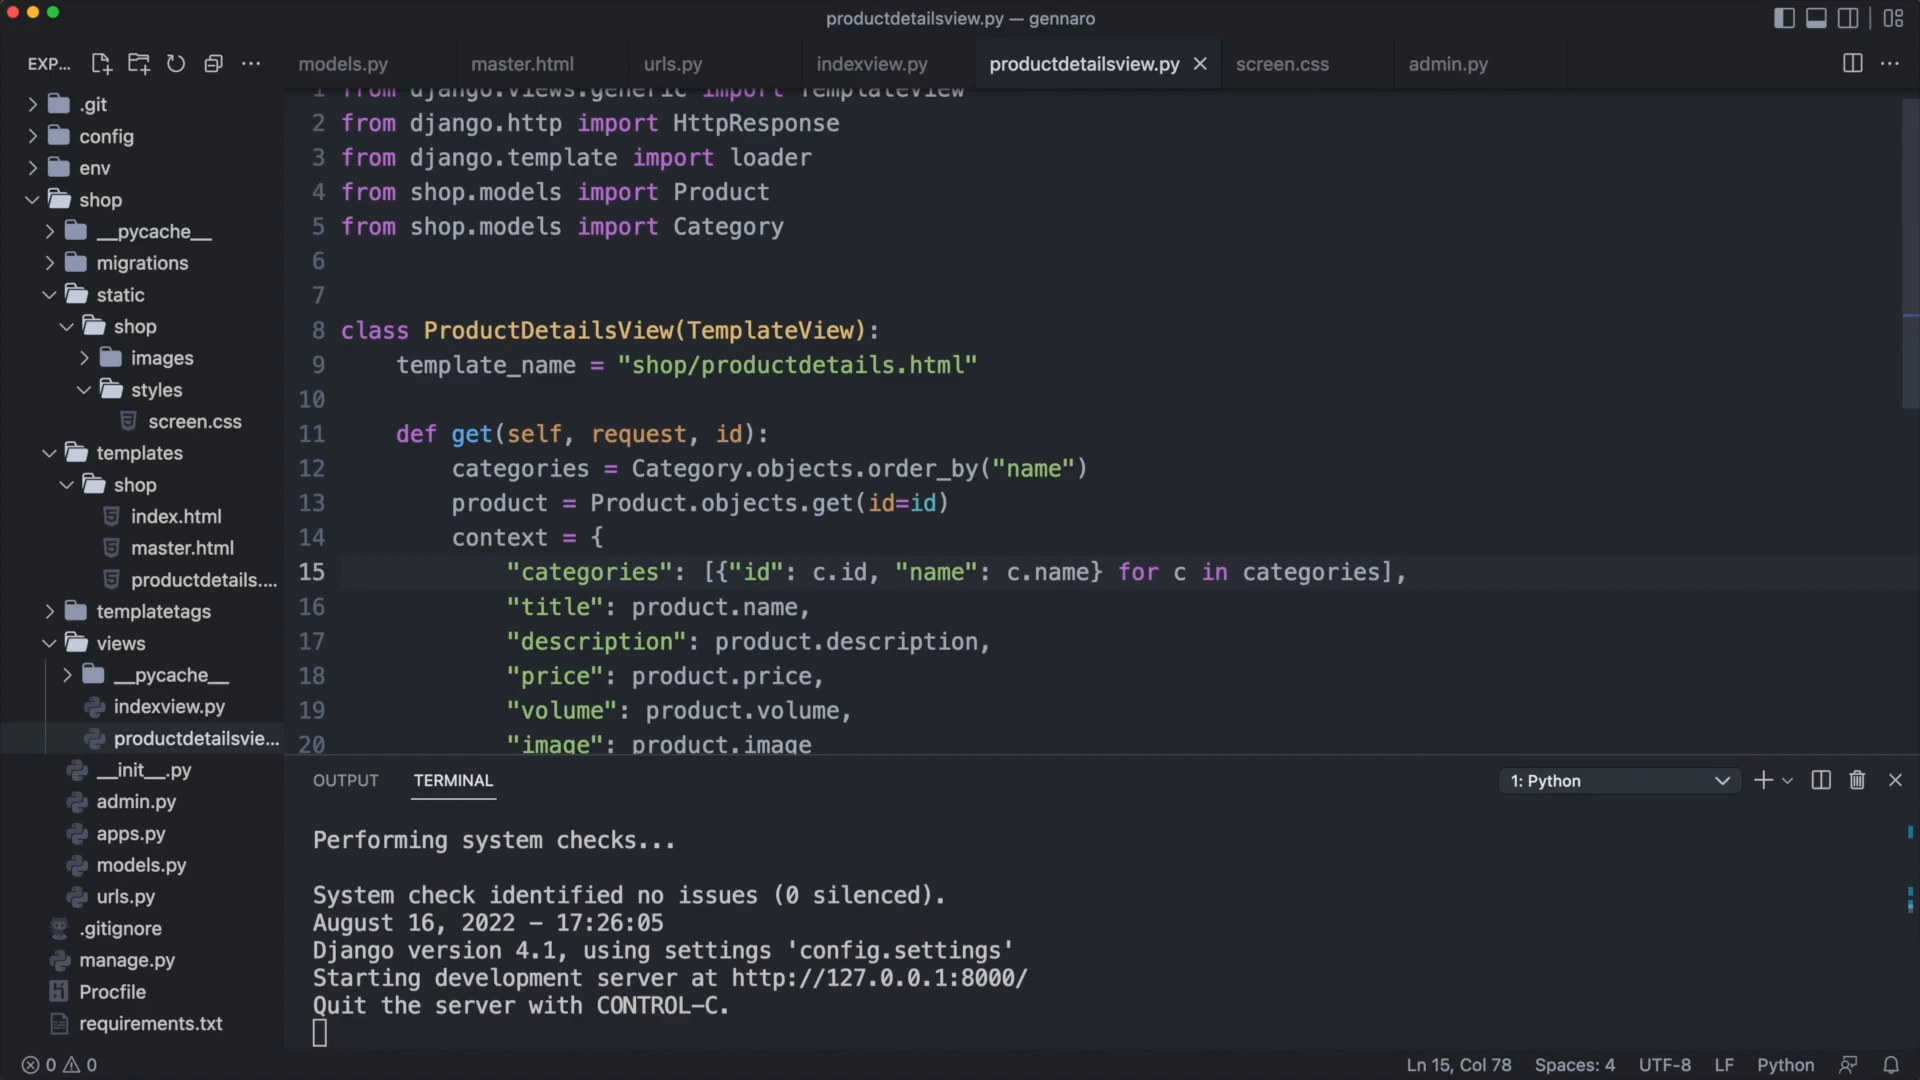 productdetailsview.py — gennaro
EXP...
models.py
master.html
urls.py
indexview.py
productdetailsview.py
screen.css
admin.py
.git
config
env
shop
__pycache__
migrations
static
shop
images
styles
screen.css
templates
shop
index.html
master.html
productdetails....
templatetags
views
__pycache__
indexview.py
productdetailsvie...
__init__.py
admin.py
apps.py
models.py
urls.py
.gitignore
manage.py
Procfile
requirements.txt
1 from django.views.generic import TemplateView
2 from django.http import HttpResponse
3 from django.template import loader
4 from shop.models import Product
5 from shop.models import Category
6
7
8 class ProductDetailsView(TemplateView):
9     template_name = "shop/productdetails.html"
10
11     def get(self, request, id):
12         categories = Category.objects.order_by("name")
13         product = Product.objects.get(id=id)
14         context = {
15             "categories": [{"id": c.id, "name": c.name} for c in categories],
16             "title": product.name,
17             "description": product.description,
18             "price": product.price,
19             "volume": product.volume,
20             "image": product.image
OUTPUT
TERMINAL
1: Python
Performing system checks...
System check identified no issues (0 silenced).
August 16, 2022 – 17:26:05
Django version 4.1, using settings 'config.settings'
Starting development server at http://127.0.0.1:8000/
Quit the server with CONTROL-C.
0 0
Ln 15, Col 78
Spaces: 4
UTF-8
LF
Python